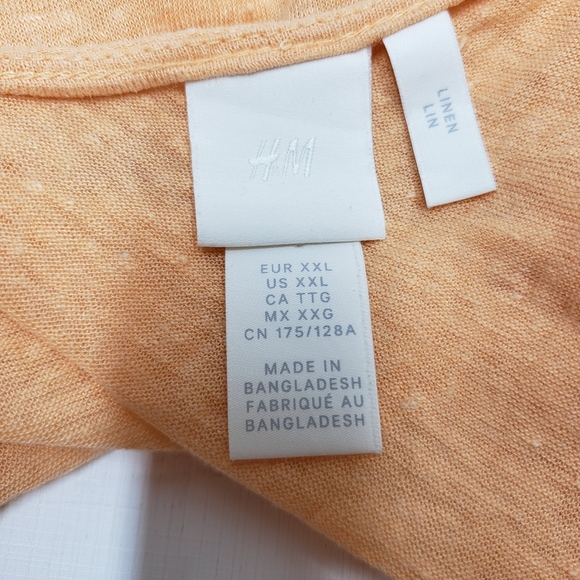 H&M
LINEN
LIN
EUR XXL
US XXL
CA TTG
MX XXG
CN 175/128A
MADE IN
BANGLADESH
FABRIQUÉ AU
BANGLADESH